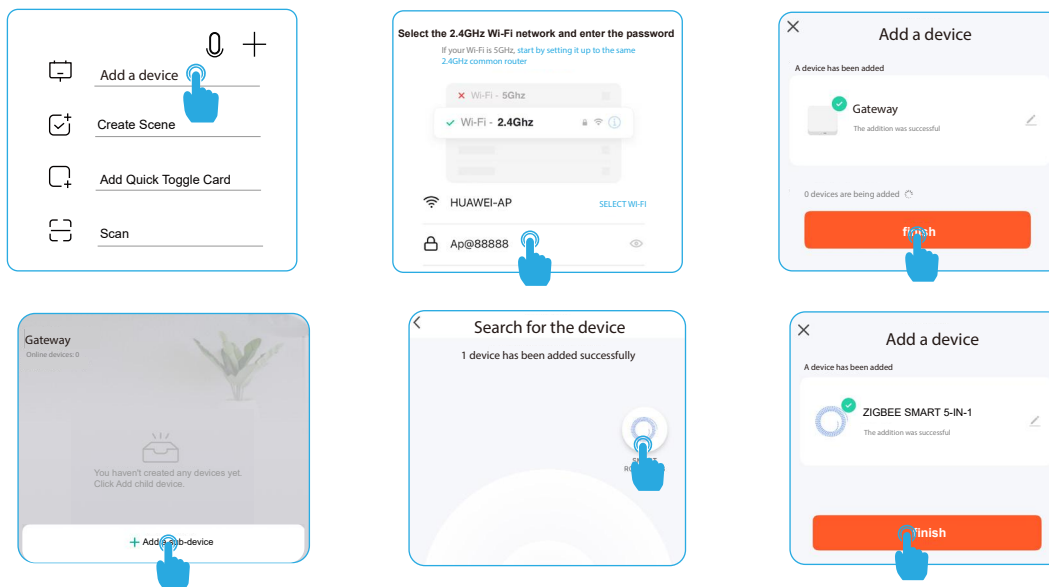 Add a device
Create Scene
Add Quick Toggle Card
Scan
Select the 2.4GHz Wi-Fi network and enter the password
If your Wi-Fi is 5GHz, start by setting it up to the same
2.4GHz common router
Wi-Fi - 5Ghz
Wi-Fi - 2.4Ghz
HUAWEI-AP SELECT WI-FI
Ap@88888
Add a device
A device has been added
Gateway
The addition was successful
0 devices are being added
finish
Gateway
Online devices: 0
You haven't created any devices yet.
Click Add child device.
+ Add a sub-device
Search for the device
1 device has been added successfully
Add a device
A device has been added
ZIGBEE SMART 5-IN-1
The addition was successful
finish